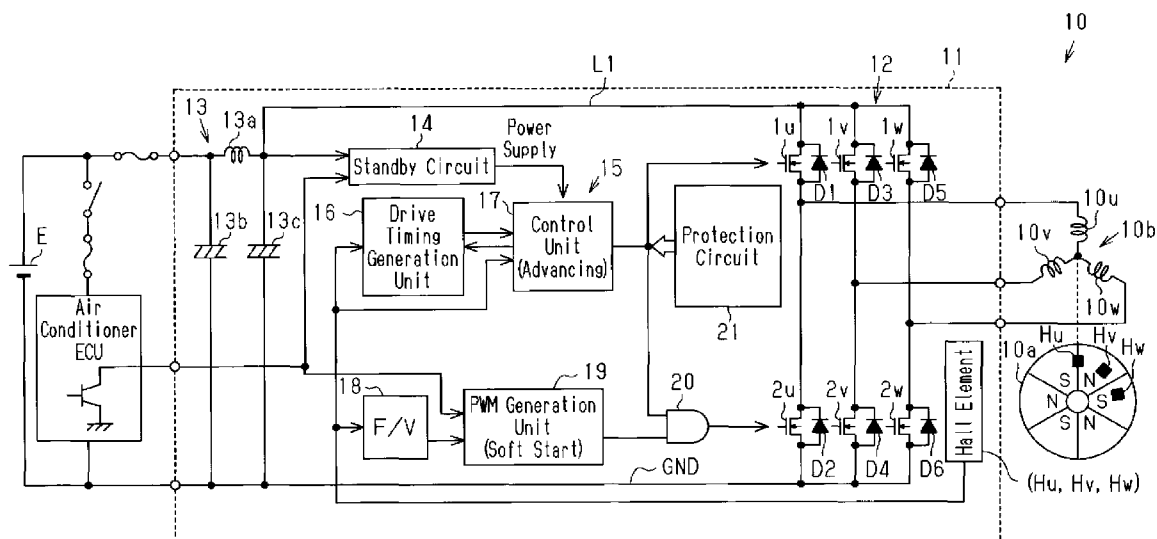 10
11
L1
12
13
13a
14
Power
Supply
1u
1v
1w
Standby Circuit
15
D1
D3
D5
16
Drive
Timing
Generation
Unit
17
Control
Unit
(Advancing)
Protection
Circuit
21
10u
10v
10b
10w
E
13b
13c
Air
Conditioner
ECU
Hu
Hv
Hw
10a
S
N
S
N
S
N
18
F/V
19
PWM Generation
Unit
(Soft Start)
20
2u
2v
2w
D2
D4
D6
Hall Element
GND
(Hu, Hv, Hw)